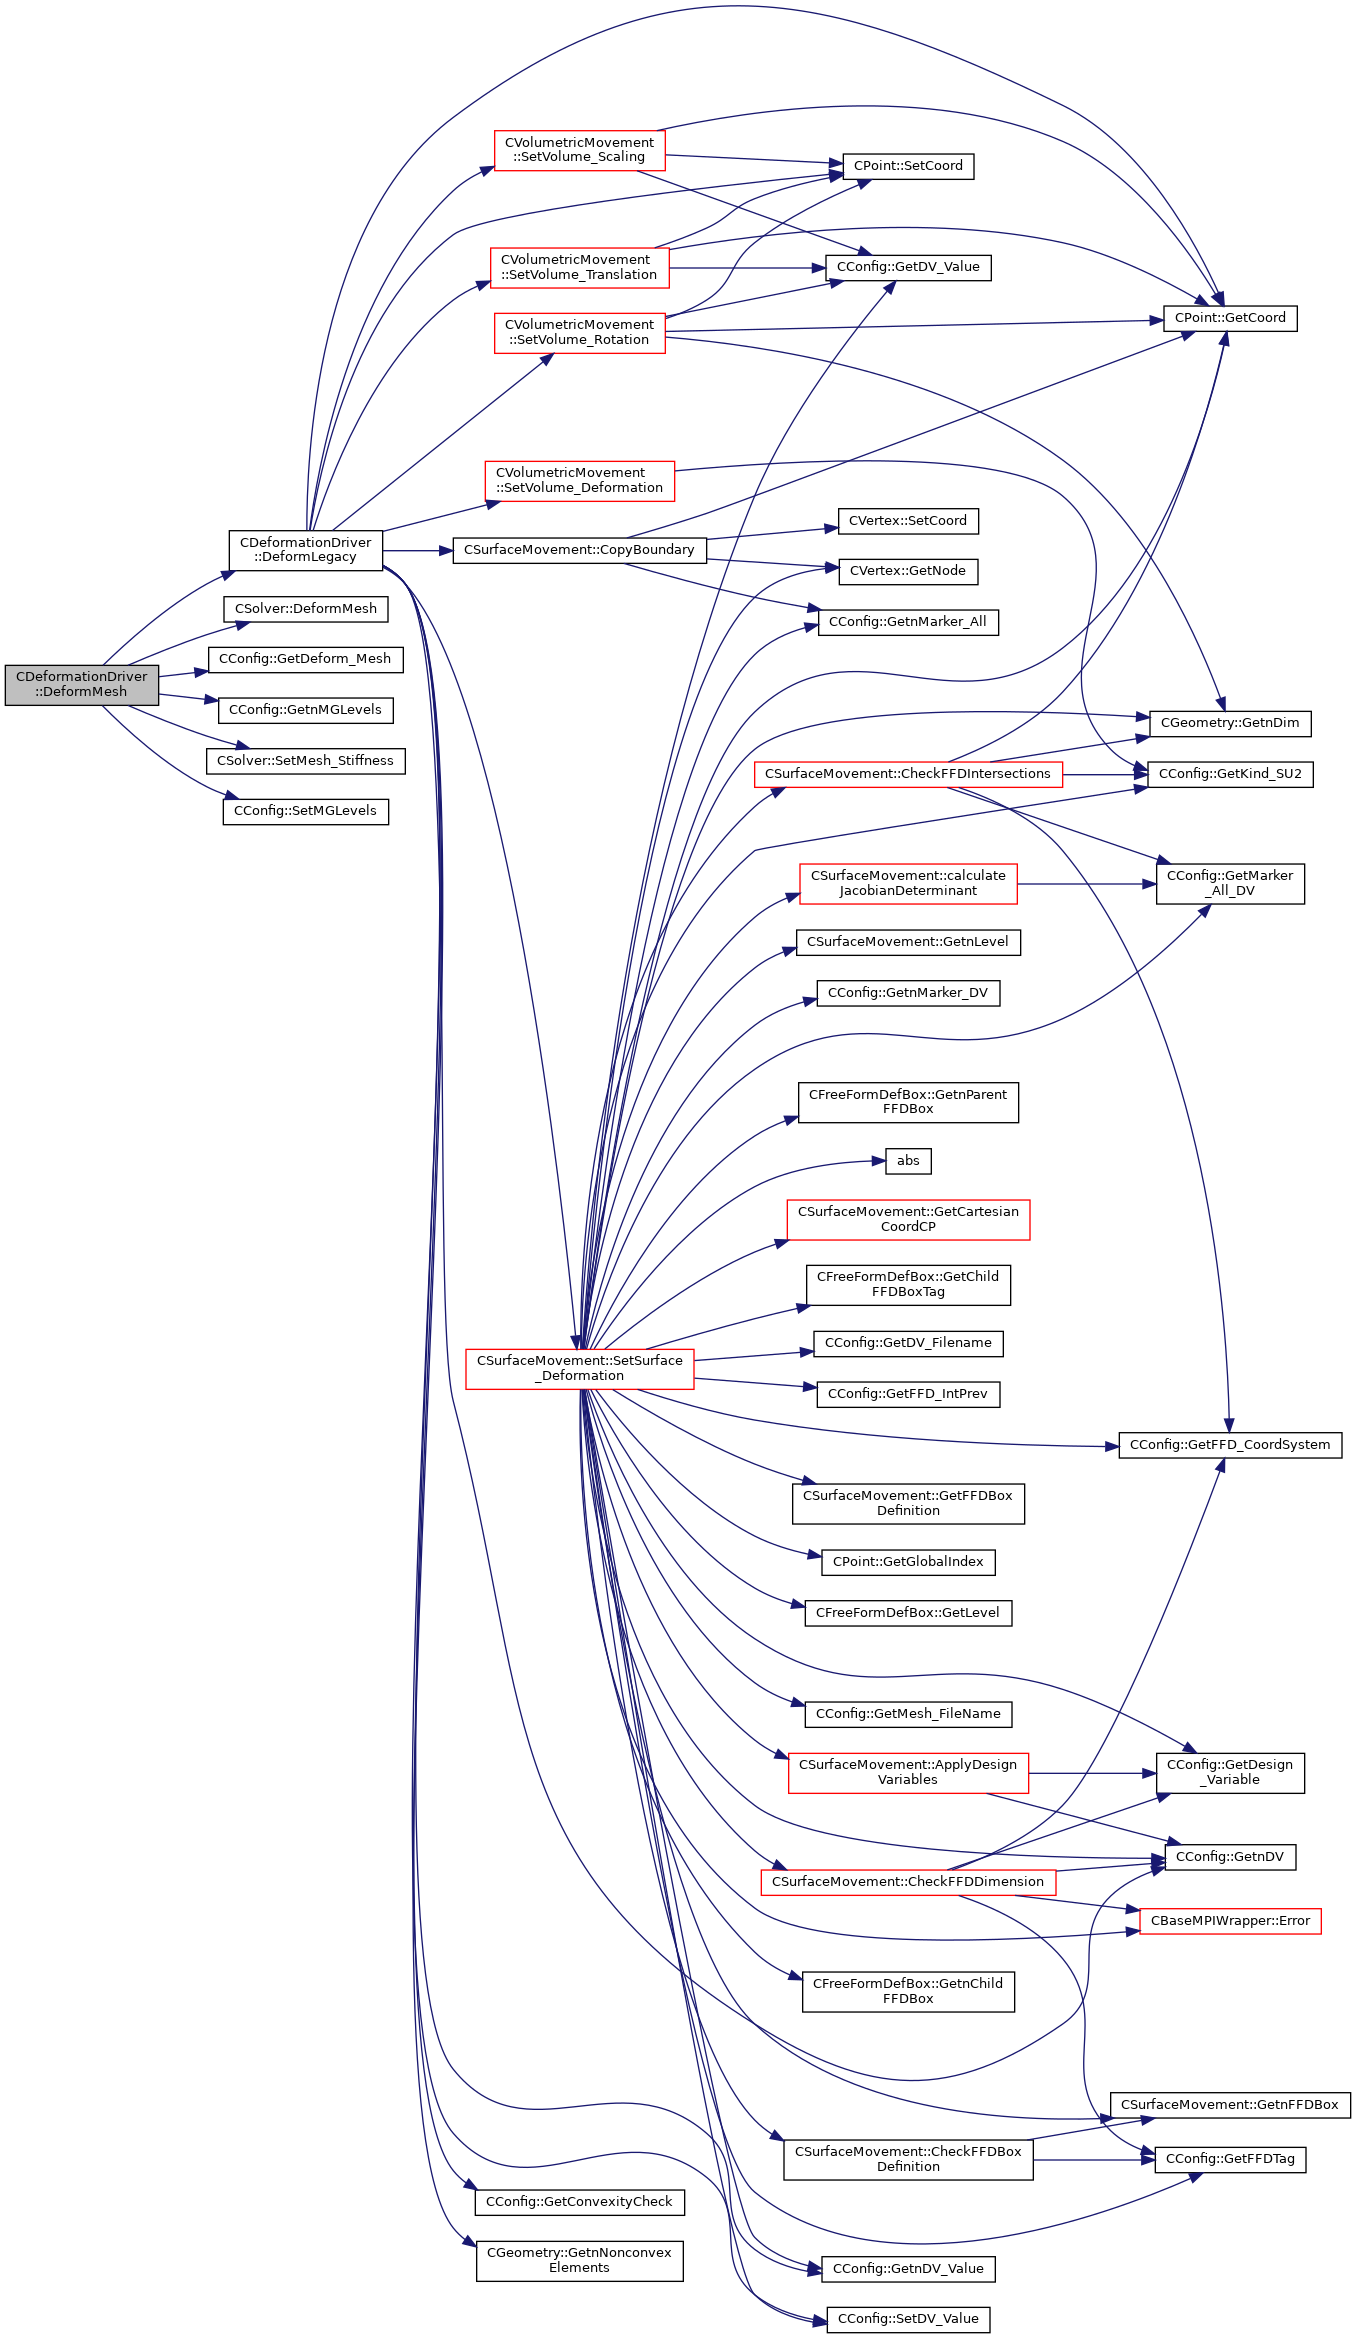 CVolumetricMovement
::SetVolume_Scaling
CPoint::SetCoord
CVolumetricMovement
::SetVolume_Translation
CConfig::GetDV_Value
CPoint::GetCoord
CVolumetricMovement
::SetVolume_Rotation
CVolumetricMovement
::SetVolume_Deformation
CVertex::SetCoord
CDeformationDriver
::DeformLegacy
CSurfaceMovement::CopyBoundary
CVertex::GetNode
CSolver::DeformMesh
CConfig::GetnMarker_All
CConfig::GetDeform_Mesh
CDeformationDriver
::DeformMesh
CConfig::GetnMGLevels
CGeometry::GetnDim
CSolver::SetMesh_Stiffness
CSurfaceMovement::CheckFFDIntersections
CConfig::GetKind_SU2
CConfig::SetMGLevels
CSurfaceMovement::calculate
JacobianDeterminant
CConfig::GetMarker
_All_DV
CSurfaceMovement::GetnLevel
CConfig::GetnMarker_DV
CFreeFormDefBox::GetnParent
FFDBox
abs
CSurfaceMovement::GetCartesian
CoordCP
CFreeFormDefBox::GetChild
FFDBoxTag
CConfig::GetDV_Filename
CSurfaceMovement::SetSurface
_Deformation
CConfig::GetFFD_IntPrev
CConfig::GetFFD_CoordSystem
CSurfaceMovement::GetFFDBox
Definition
CPoint::GetGlobalIndex
CFreeFormDefBox::GetLevel
CConfig::GetMesh_FileName
CSurfaceMovement::ApplyDesign
Variables
CConfig::GetDesign
_Variable
CConfig::GetnDV
CSurfaceMovement::CheckFFDDimension
CBaseMPIWrapper::Error
CFreeFormDefBox::GetnChild
FFDBox
CSurfaceMovement::GetnFFDBox
CSurfaceMovement::CheckFFDBox
Definition
CConfig::GetFFDTag
CConfig::GetConvexityCheck
CGeometry::GetnNonconvex
Elements
CConfig::GetnDV_Value
CConfig::SetDV_Value